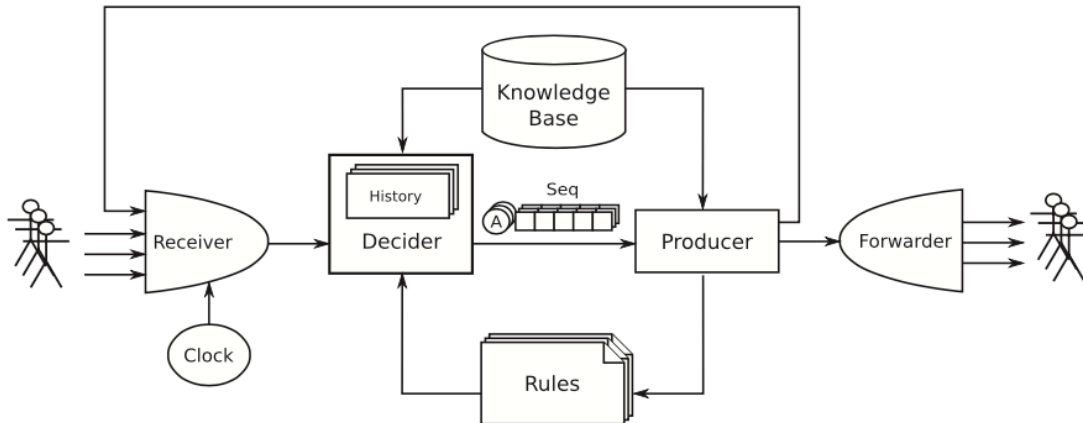 Knowledge
Base
History
Seq
A
Receiver
Decider
Producer
Forwarder
Clock
Rules